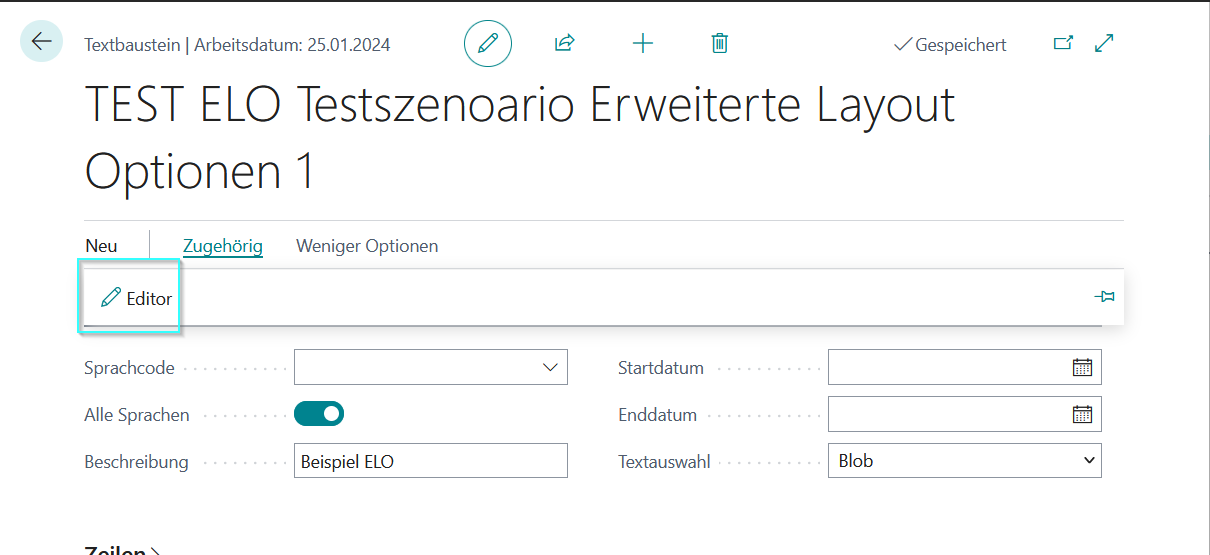 Textbaustein | Arbeitsdatum: 25.01.2024
Gespeichert
TEST ELO Testszenoario Erweiterte Layout
Optionen 1
Neu Zugehörig Weniger Optionen
Editor
Sprachcode
Startdatum
Alle Sprachen
Enddatum
Beschreibung Beispiel ELO
Textauswahl Blob
Zeilen